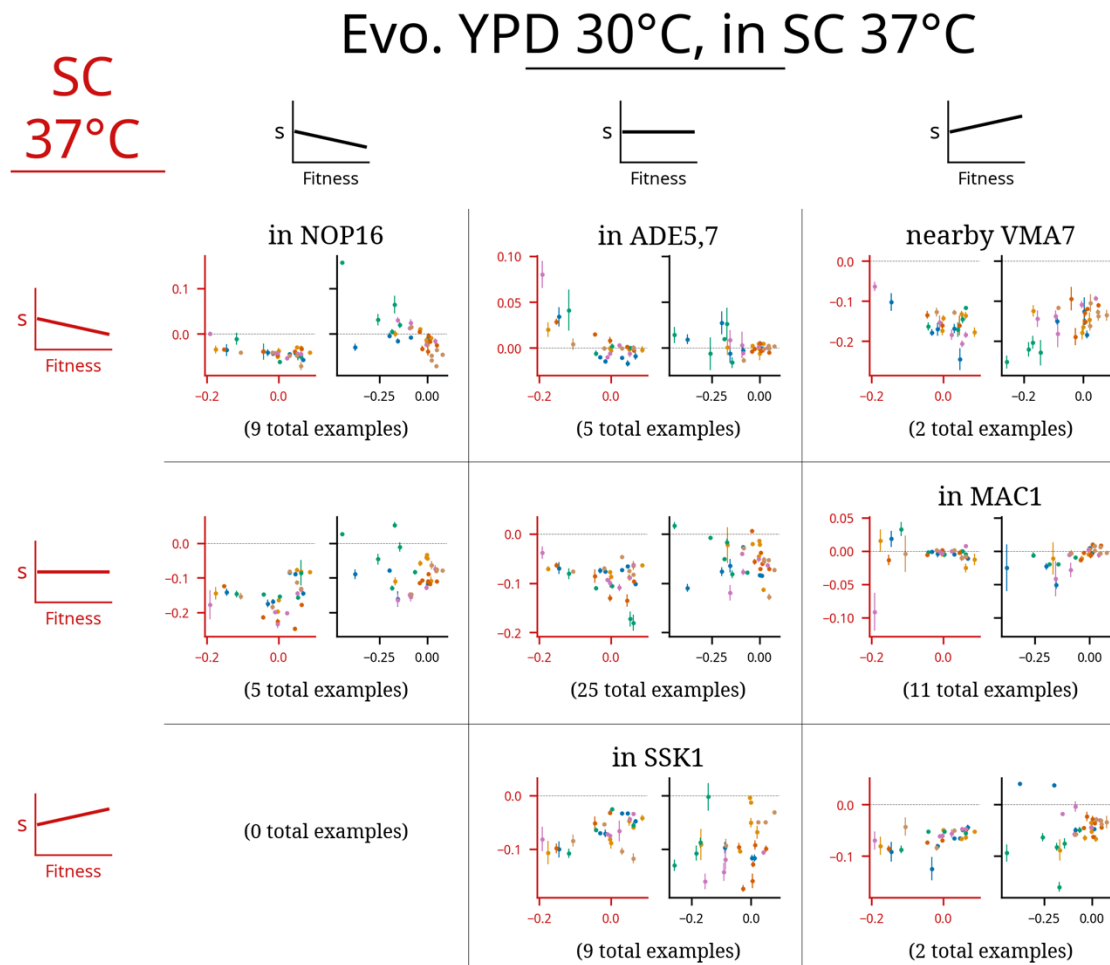 Evo. YPD 30°C, in SC 37°C
SC
37°C
s
Fitness
s
Fitness
s
Fitness
in NOP16
in ADE5,7
nearby VMA7
s
Fitness
0.1
0.0
−0.2
0.0
−0.25
0.00
0.10
0.05
0.00
−0.2
0.0
−0.25
0.00
0.0
−0.1
−0.2
−0.2
0.0
−0.25
0.00
(9 total examples)
(5 total examples)
(2 total examples)
in MAC1
s
Fitness
0.0
−0.1
−0.2
−0.2
0.0
−0.25
0.00
−0.0
−0.1
−0.2
−0.2
0.0
−0.25
0.00
0.05
0.00
−0.05
−0.10
−0.2
0.0
−0.25
0.00
(5 total examples)
(25 total examples)
(11 total examples)
in SSK1
s
Fitness
(0 total examples)
0.0
−0.1
−0.2
0.0
−0.2
0.0
0.0
−0.1
−0.2
0.0
−0.25
0.00
(9 total examples)
(2 total examples)